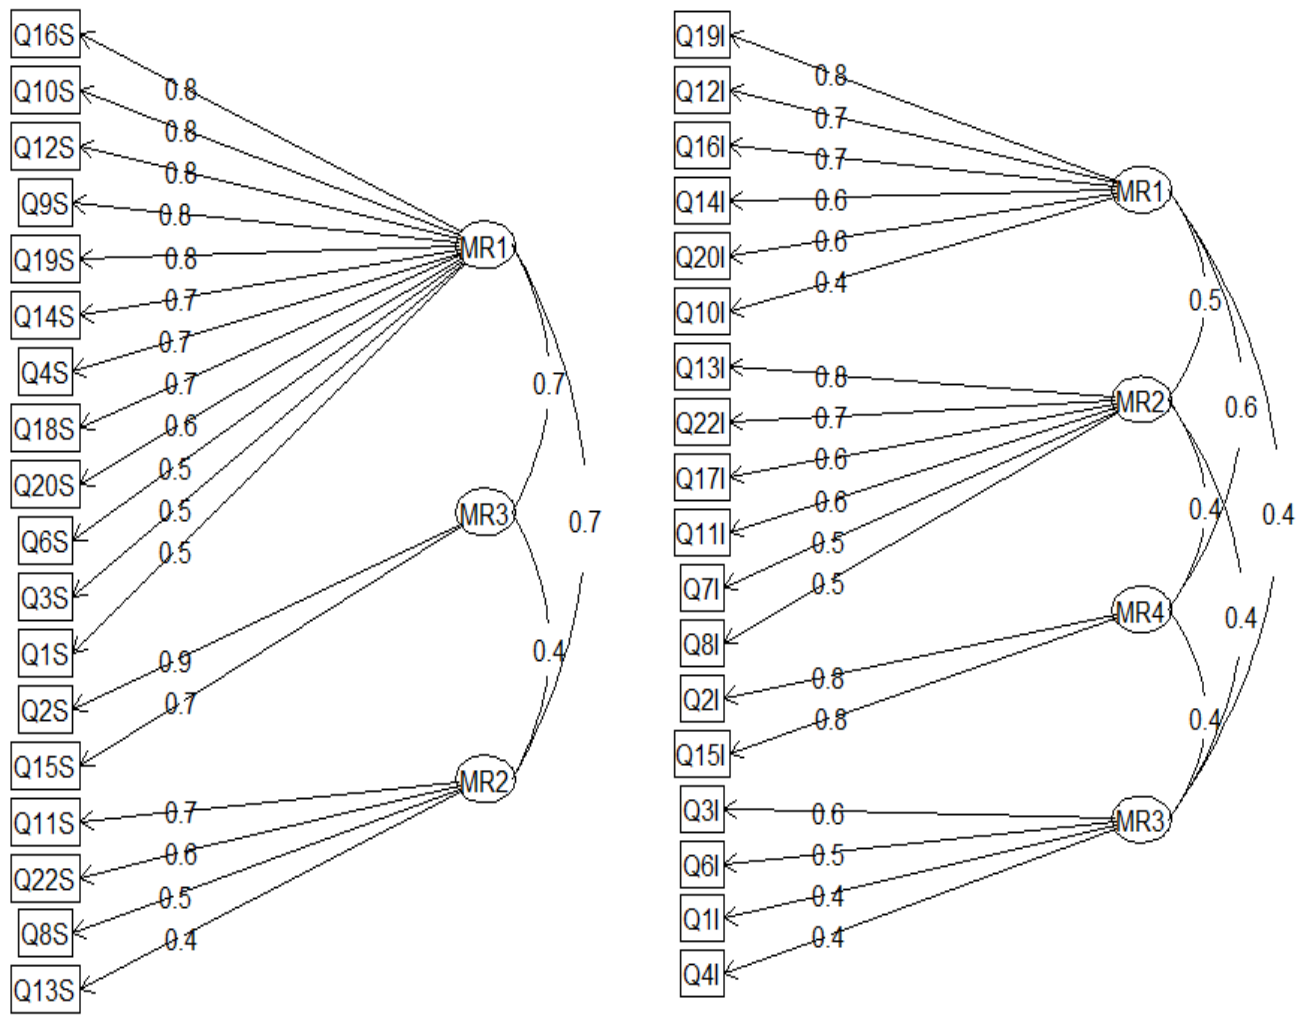 Q16S
Q10S
Q12S
Q9S
Q19S
Q14S
Q4S
Q18S
Q20S
Q6S
Q3S
Q1S
Q2S
Q15S
Q11S
Q22S
Q8S
Q13S
0.8
0.8
0.8
0.8
0.8
0.7
0.7
0.7
0.6
0.5
0.5
0.5
0.9
0.7
0.7
0.6
0.5
0.4
MR1
MR3
MR2
0.7
0.7
0.4
Q19I
Q12I
Q16I
Q14I
Q20I
Q10I
Q13I
Q22I
Q17I
Q11I
Q7I
Q8I
Q2I
Q15I
Q3I
Q6I
Q1I
Q4I
0.8
0.7
0.7
0.6
0.6
0.4
0.8
0.7
0.6
0.6
0.5
0.5
0.8
0.8
0.6
0.5
0.4
0.4
MR1
MR2
MR4
MR3
0.5
0.6
0.4
0.4
0.4
0.4